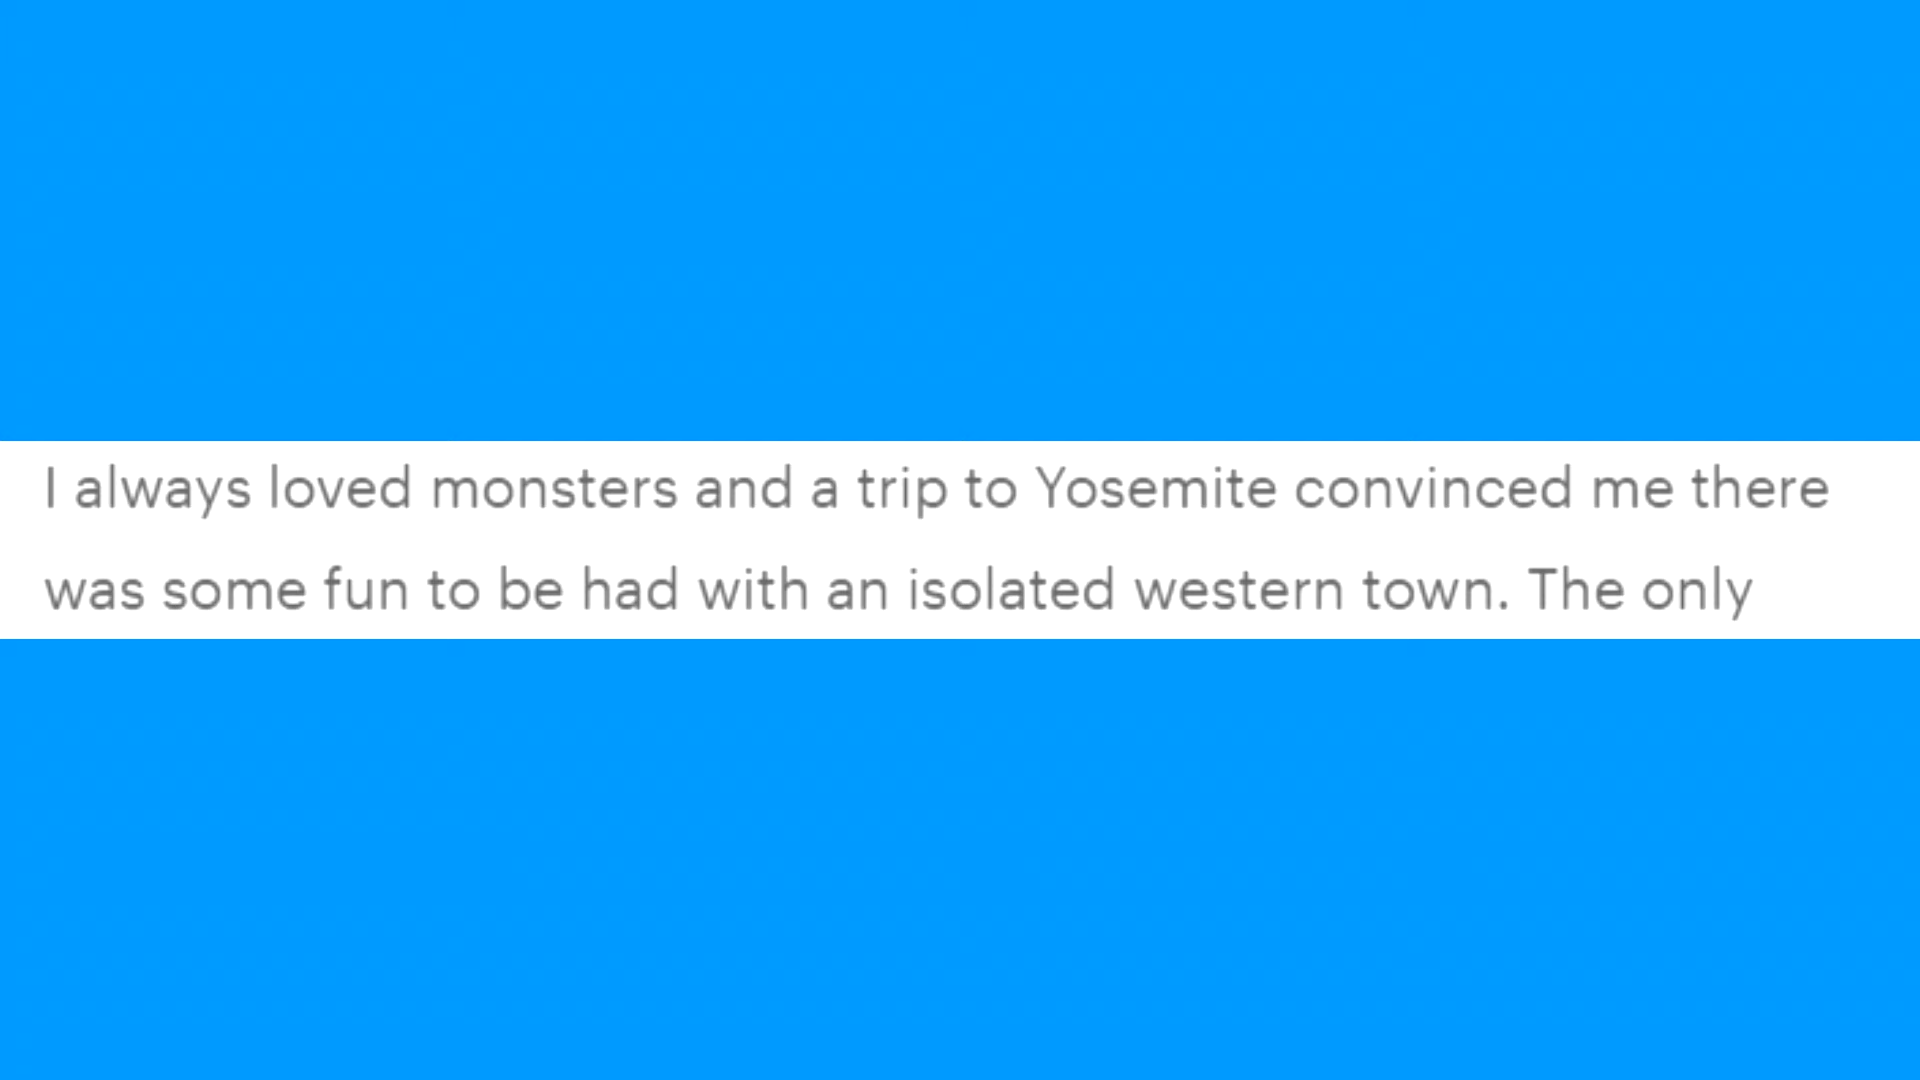 I always loved monsters and a trip to Yosemite convinced me there
was some fun to be had with an isolated western town. The only